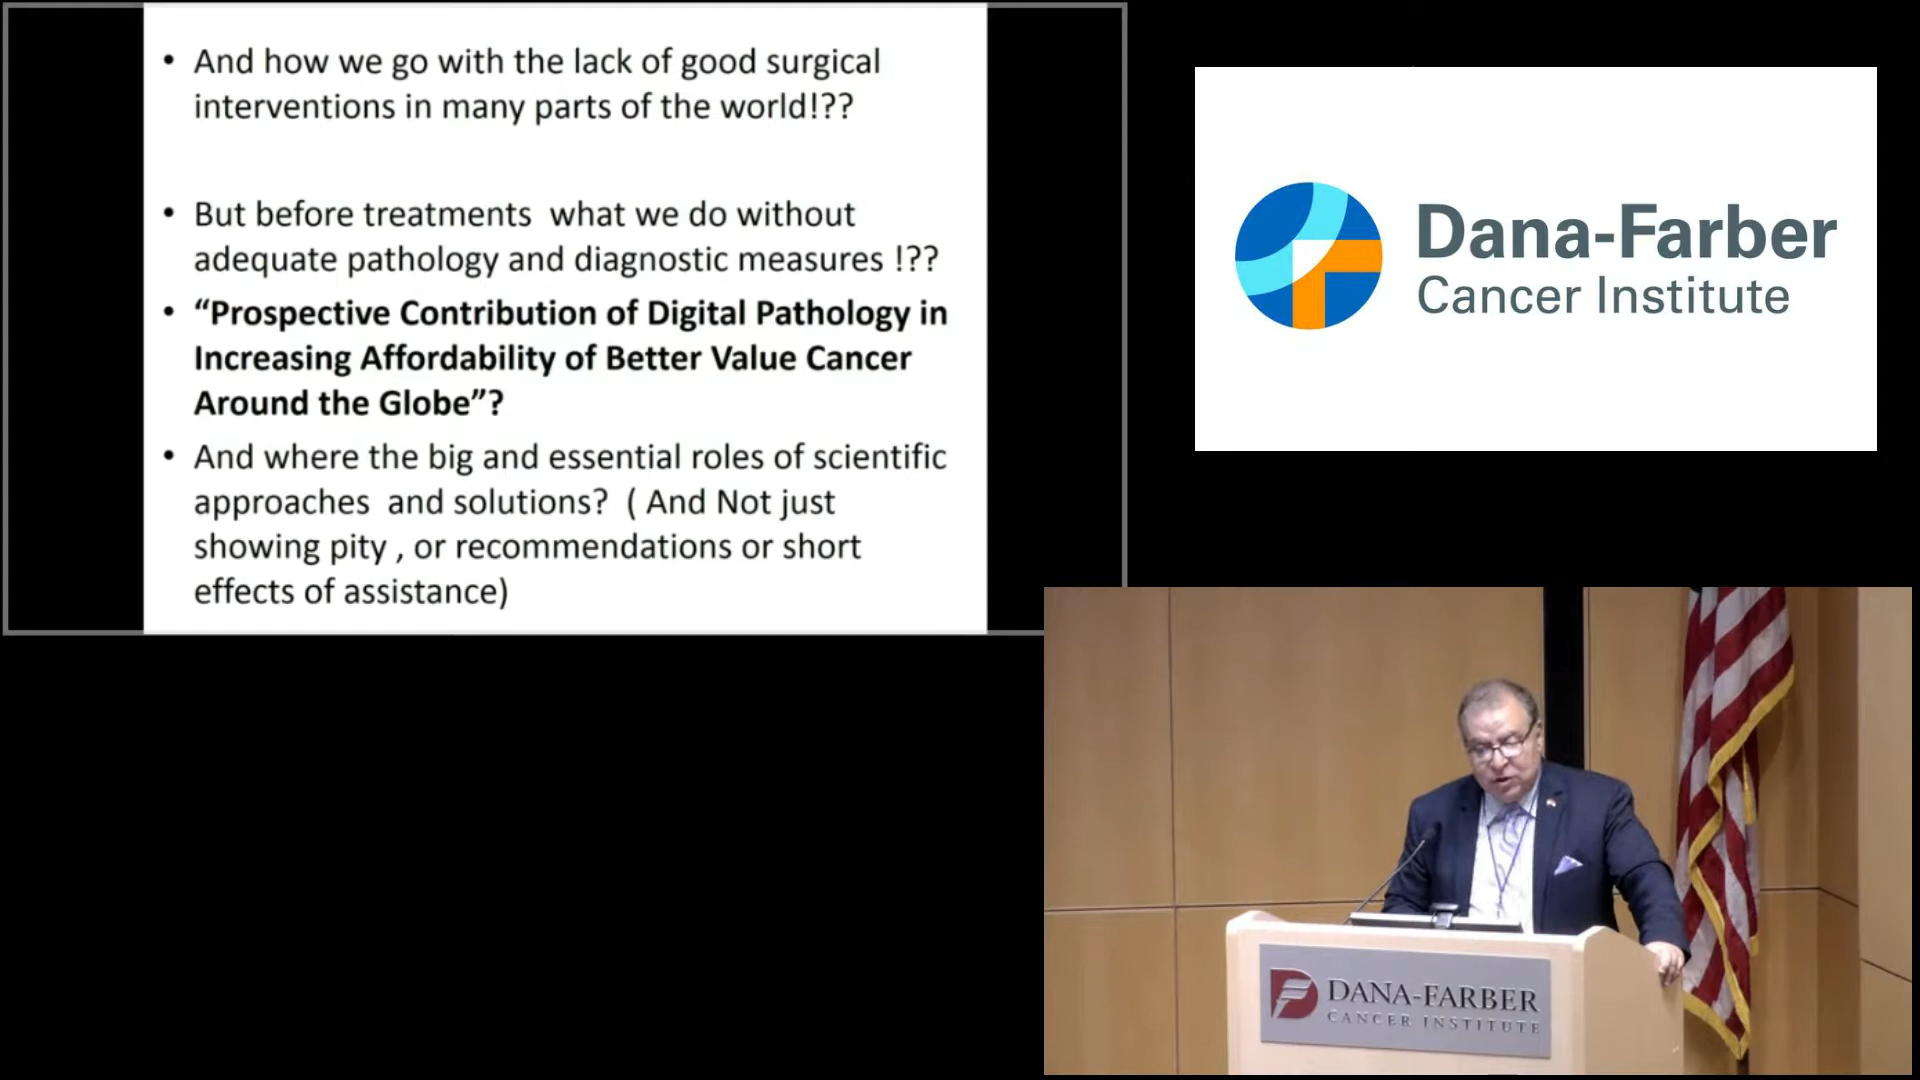 • And how we go with the lack of good surgical
interventions in many parts of the world!??
• But before treatments  what we do without
adequate pathology and diagnostic measures !??
• “Prospective Contribution of Digital Pathology in
Increasing Affordability of Better Value Cancer
Around the Globe”?
• And where the big and essential roles of scientific
approaches  and solutions?  ( And Not just
showing pity , or recommendations or short
effects of assistance)
Dana-Farber
Cancer Institute
DANA-FARBER
CANCER INSTITUTE